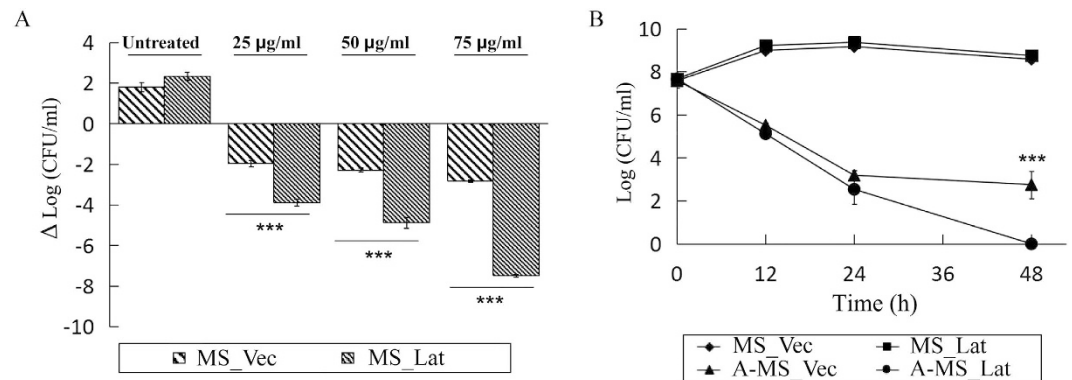 A
Untreated 25 µg/ml 50 µg/ml 75 µg/ml
Δ Log (CFU/ml)
4
2
0
-2
-4
-6
-8
-10
***
***
***
MS_Vec MS_Lat
B
Log (CFU/ml)
10
8
6
4
2
0
***
0 12 24 36 48
Time (h)
MS_Vec MS_Lat
A-MS_Vec A-MS_Lat